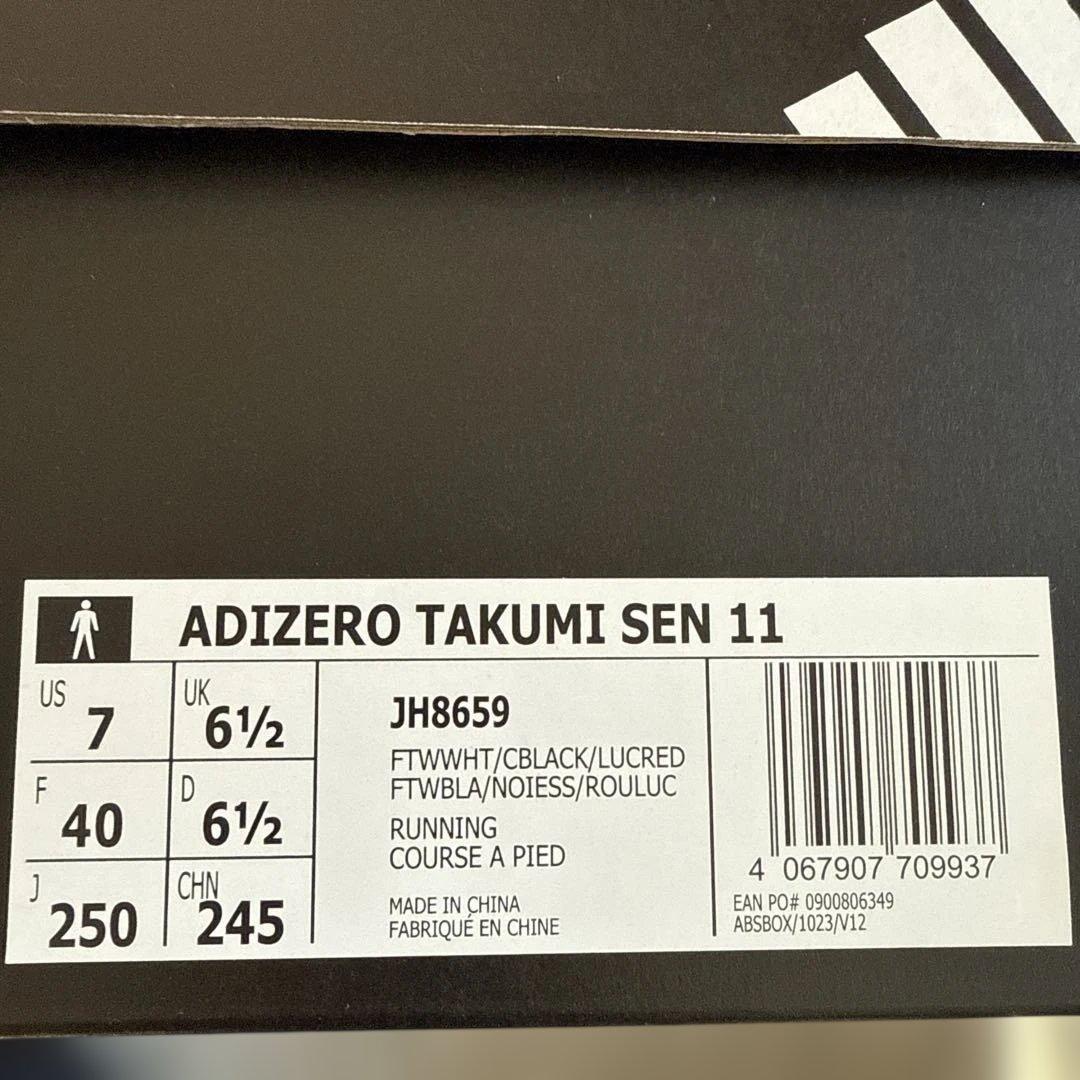 ADIZERO TAKUMI SEN 11
US 7
UK 6½
F 40
D 6½
J 250
CHN 245
JH8659
FTWWHT/CBLACK/LUCRED
FTWBLA/NOIESS/ROULUC
RUNNING
COURSE A PIED
MADE IN CHINA
FABRIQUÉ EN CHINE
4 067907 709937
EAN PO# 0900806349
ABSBOX/1023/V12